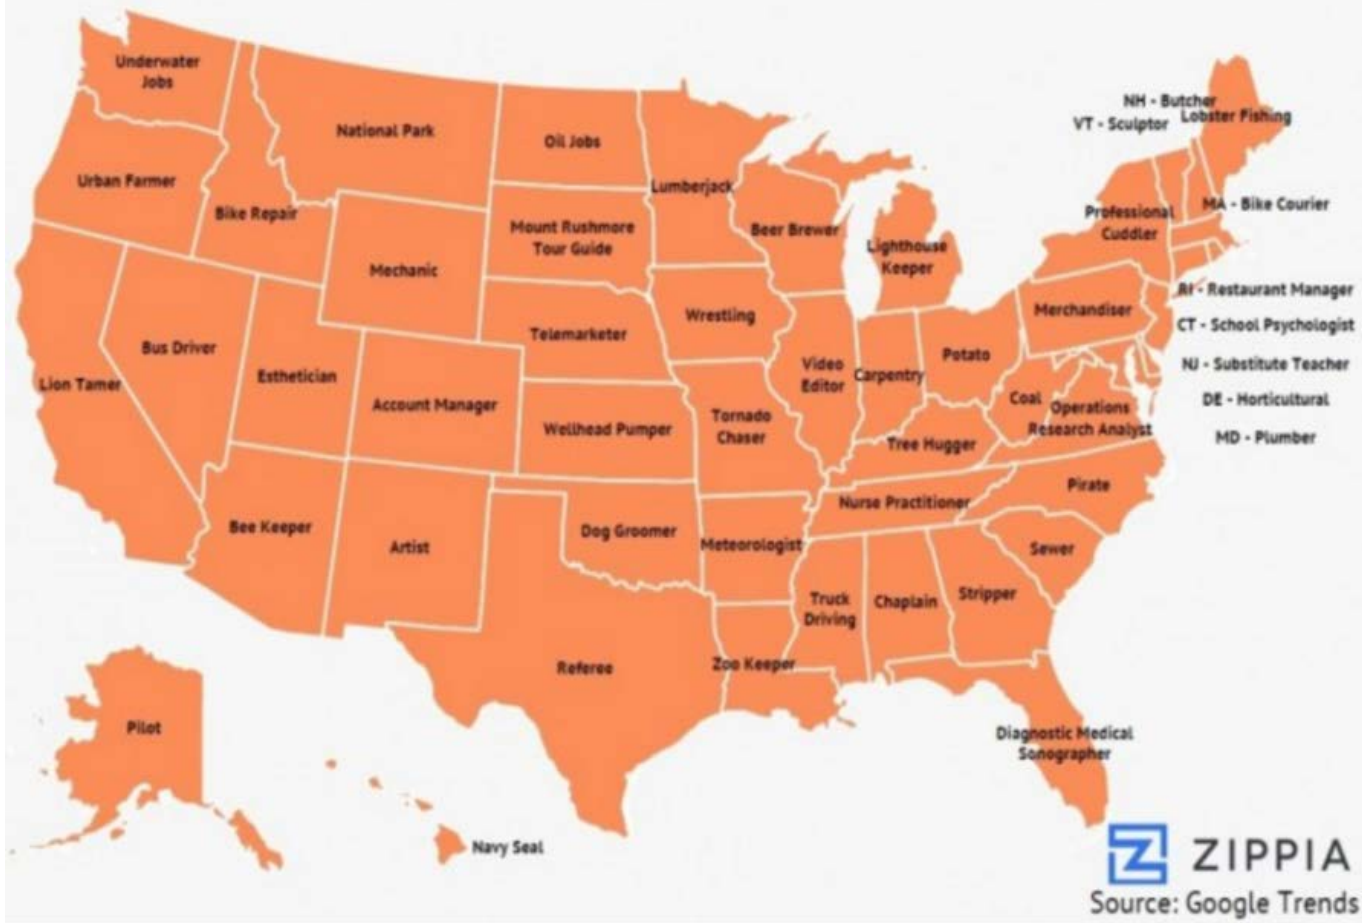 Underwater
Jobs
National Park
Oil Jobs
NH - Butcher
Lobster Fishing
VT - Sculptor
Urban Farmer
Bike Repair
Lumberjack
Mount Rushmore
Tour Guide
Beer Brewer
Lighthouse
Keeper
Professional
Cuddler
MA - Bike Courier
Mechanic
RI - Restaurant Manager
Telemarketer
Wrestling
Merchandiser
CT - School Psychologist
Bus Driver
Esthetician
Video
Editor
Carpentry
Potato
NJ - Substitute Teacher
Lion Tamer
Account Manager
Wellhead Pumper
Tornado
Chaser
Coal
Operations
Research Analyst
DE - Horticultural
Tree Hugger
MD - Plumber
Bee Keeper
Artist
Dog Groomer
Meteorologist
Nurse Practitioner
Pirate
Sewer
Truck
Driving
Chaplain
Stripper
Referee
Zoo Keeper
Pilot
Diagnostic Medical
Sonographer
Navy Seal
ZIPPIA
Source: Google Trends